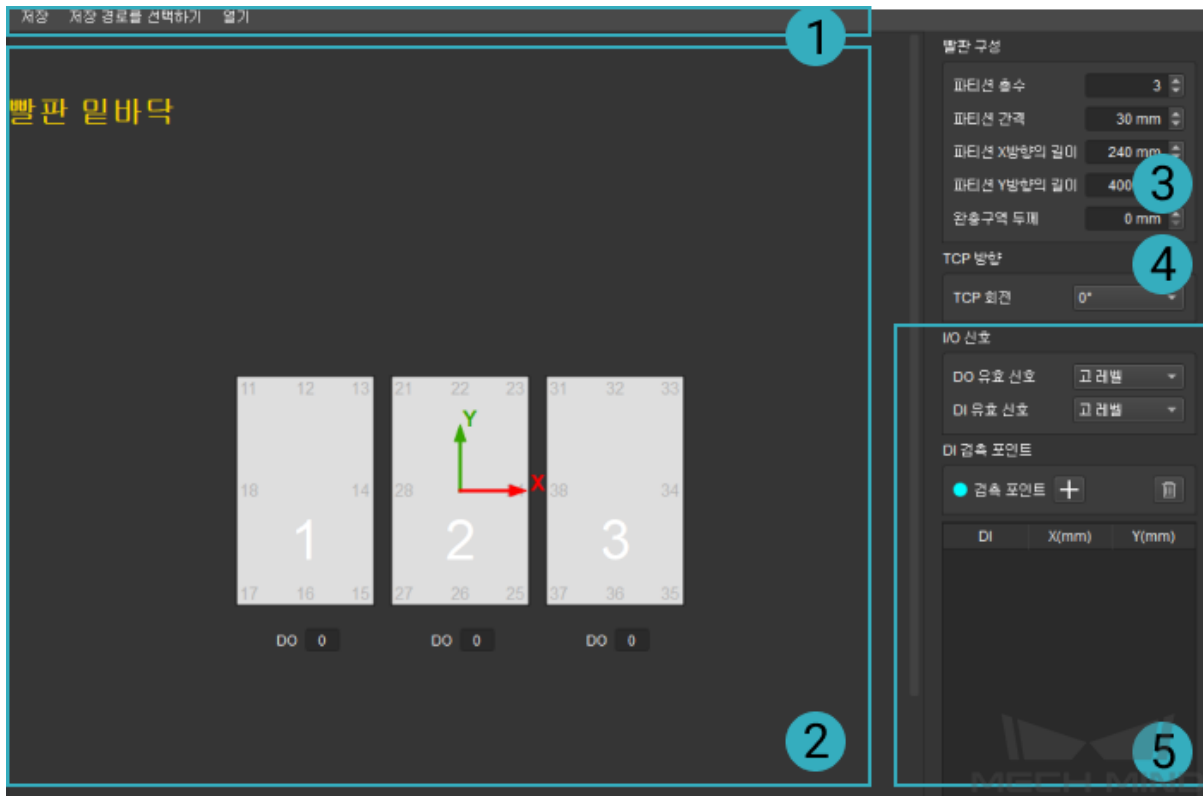 저장 저장 경로를 선택하기 열기
1
빨판 밑바닥
11 12 13 21 22 23 31 32 33
Y
X
18 14 28 38 34
1 2 3
17 16 15 27 26 25 37 36 35
DO 0 DO 0 DO 0
2
빨판 구성
파티션 총수 3
파티션 간격 30 mm
파티션 X방향의 길이 240 mm
파티션 Y방향의 길이 400
3
완충구역 두께 0 mm
TCP 방향
4
TCP 회전 0°
I/O 신호
DO 유효 신호 고 레벨
DI 유효 신호 고 레벨
DI 검측 포인트
검측 포인트 +
DI X(mm) Y(mm)
5
MECH MIND